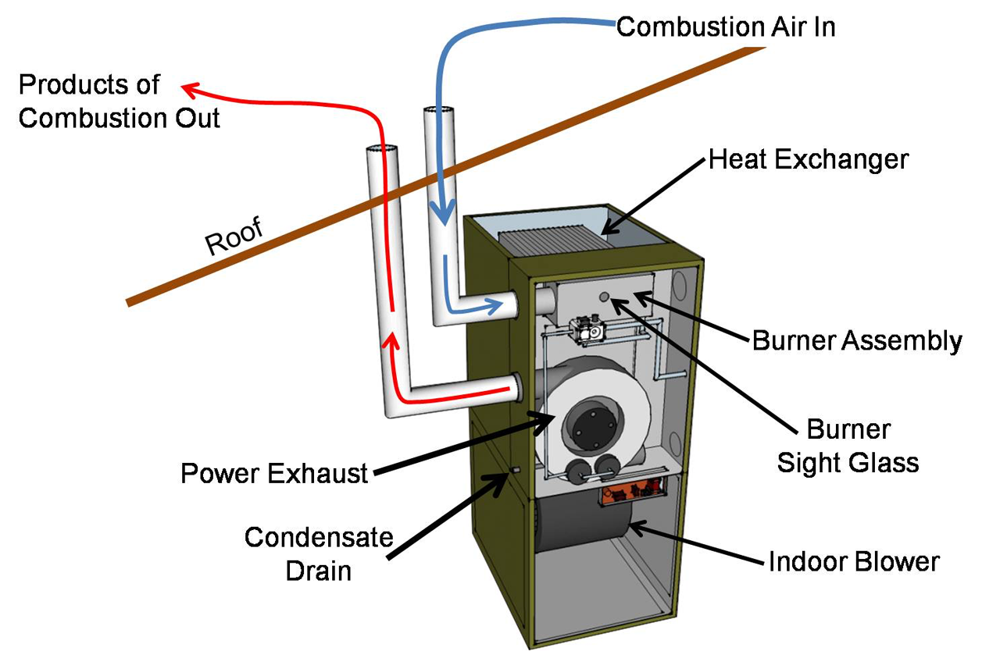 Combustion Air In
Products of
Combustion Out
Heat Exchanger
Roof
Burner Assembly
Burner
Sight Glass
Power Exhaust
Condensate
Drain
Indoor Blower